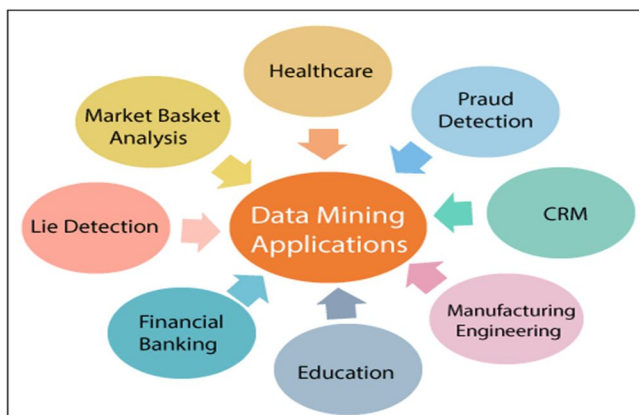 Healthcare
Praud
Detection
CRM
Manufacturing
Engineering
Education
Financial
Banking
Lie Detection
Market Basket
Analysis
Data Mining
Applications